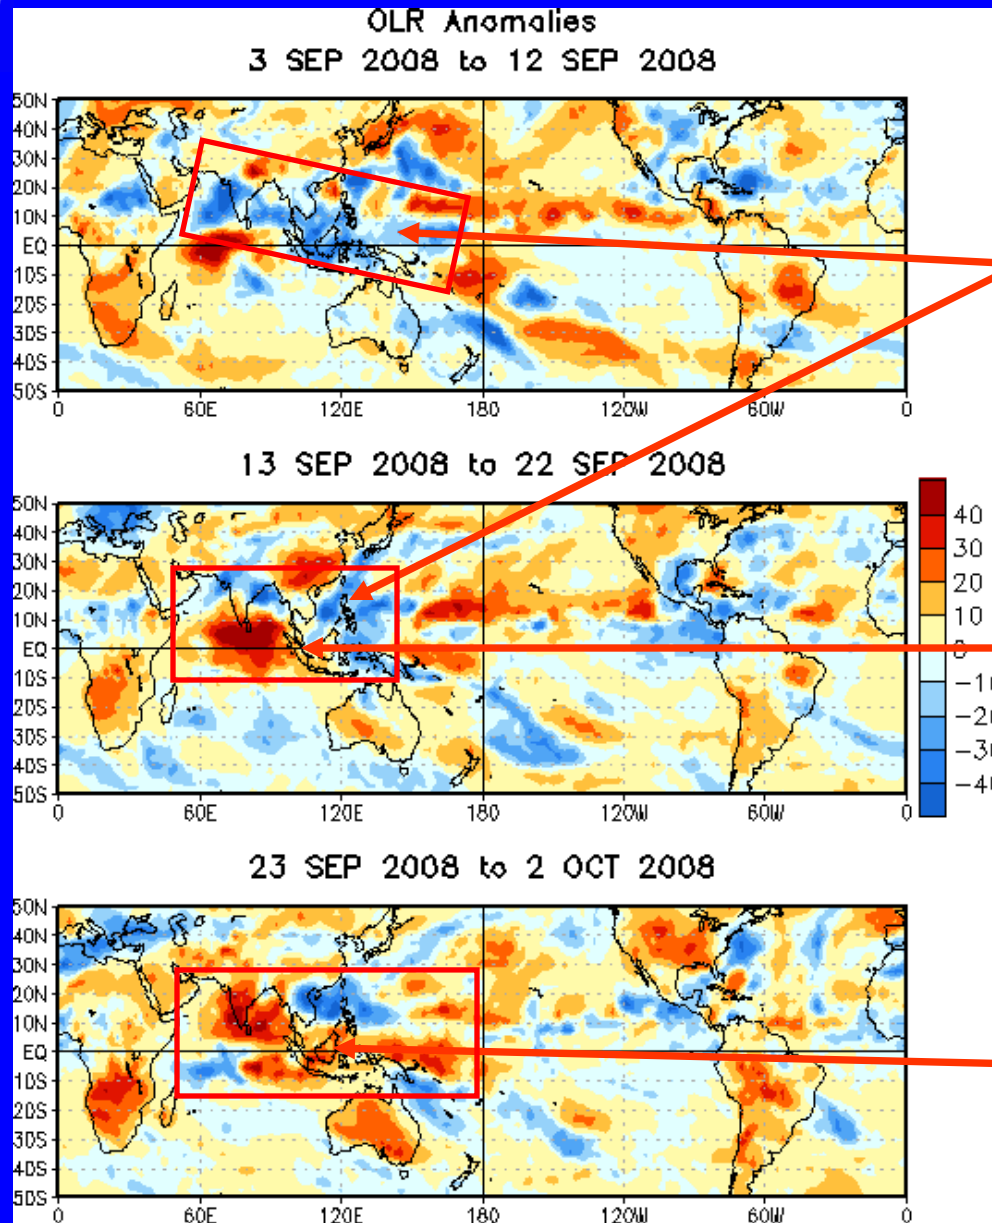 OLR Anomalies
3 SEP 2008 to 12 SEP 2008
50N
40N
30N
20N
10N
EQ
10S
20S
30S
40S
50S
0 60E 120E 180 120W 60W 0
13 SEP 2008 to 22 SEP 2008
50N
40N
30N
20N
10N
EQ
10S
20S
30S
40S
50S
0 60E 120E 180 120W 60W 0
40
30
20
10
0
-10
-20
-30
-40
23 SEP 2008 to 2 OCT 2008
50N
40N
30N
20N
10N
EQ
10S
20S
30S
40S
50S
0 60E 120E 180 120W 60W 0